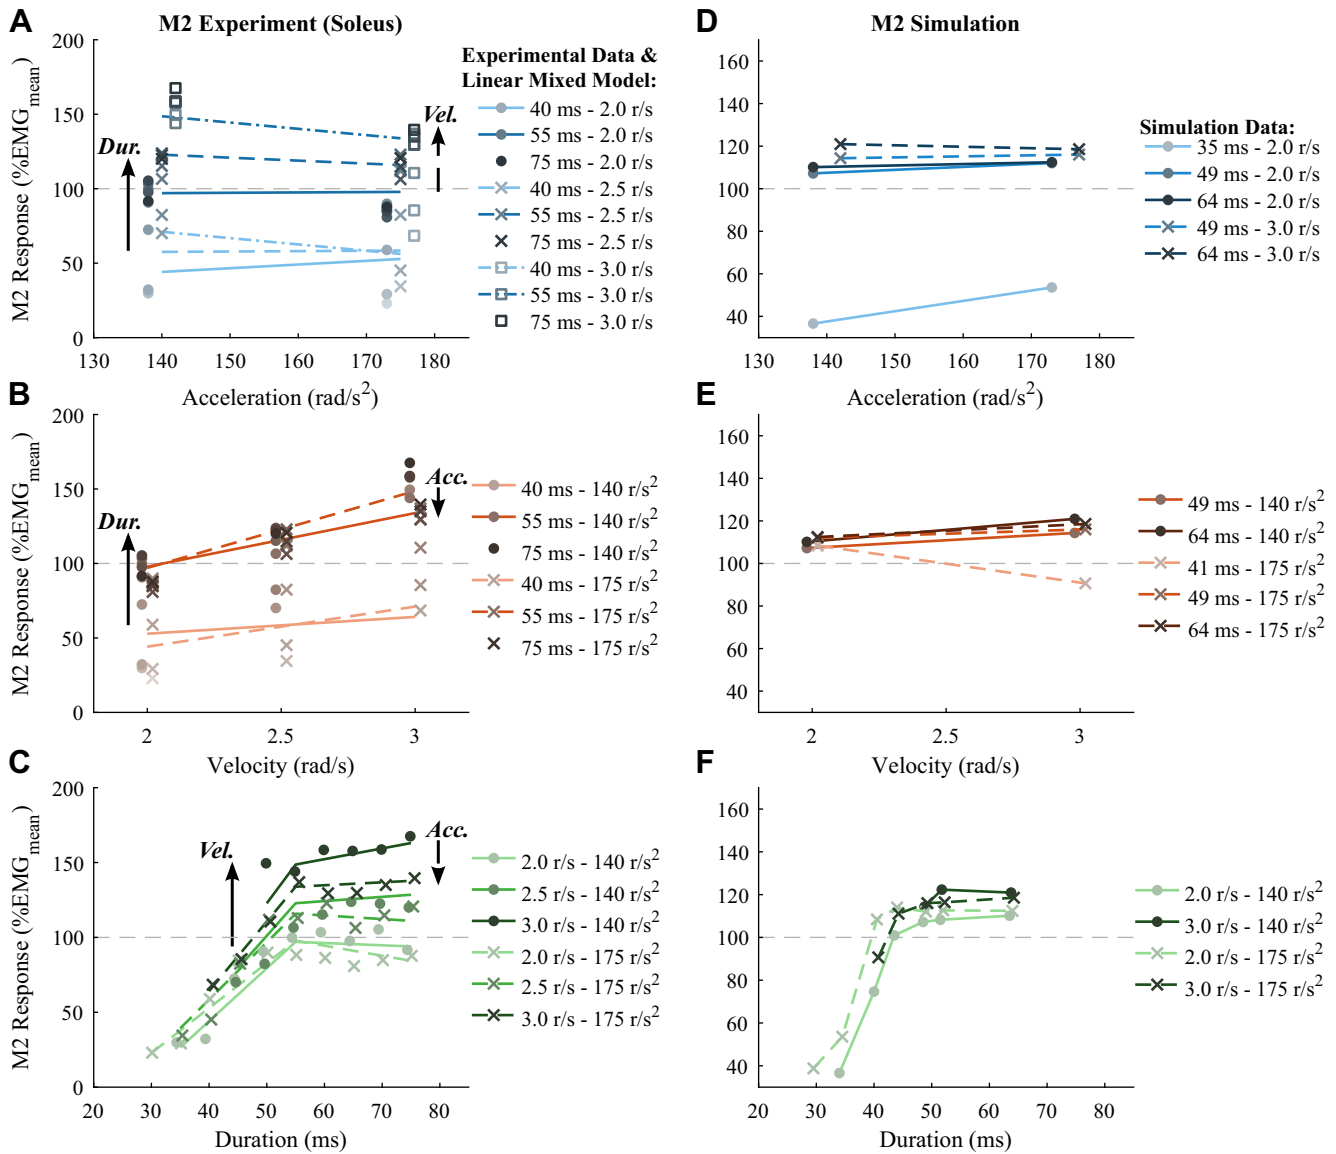 A
M2 Experiment (Soleus)
M2 Response (%EMGmean)
200
150
100
50
0
130
140
150
160
170
180
Acceleration (rad/s2)
Dur.
Vel.
Experimental Data &
Linear Mixed Model:
40 ms - 2.0 r/s
55 ms - 2.0 r/s
75 ms - 2.0 r/s
40 ms - 2.5 r/s
55 ms - 2.5 r/s
75 ms - 2.5 r/s
40 ms - 3.0 r/s
55 ms - 3.0 r/s
75 ms - 3.0 r/s
D
M2 Simulation
160
140
120
100
80
60
40
130
140
150
160
170
180
Acceleration (rad/s2)
Simulation Data:
35 ms - 2.0 r/s
49 ms - 2.0 r/s
64 ms - 2.0 r/s
49 ms - 3.0 r/s
64 ms - 3.0 r/s
B
M2 Response (%EMGmean)
200
150
100
50
0
2
2.5
3
Velocity (rad/s)
Dur.
Acc.
40 ms - 140 r/s2
55 ms - 140 r/s2
75 ms - 140 r/s2
40 ms - 175 r/s2
55 ms - 175 r/s2
75 ms - 175 r/s2
E
160
140
120
100
80
60
40
2
2.5
3
Velocity (rad/s)
49 ms - 140 r/s2
64 ms - 140 r/s2
41 ms - 175 r/s2
49 ms - 175 r/s2
64 ms - 175 r/s2
C
M2 Response (%EMGmean)
200
150
100
50
0
20
30
40
50
60
70
80
Duration (ms)
Vel.
Acc.
2.0 r/s - 140 r/s2
2.5 r/s - 140 r/s2
3.0 r/s - 140 r/s2
2.0 r/s - 175 r/s2
2.5 r/s - 175 r/s2
3.0 r/s - 175 r/s2
F
160
140
120
100
80
60
40
20
30
40
50
60
70
80
Duration (ms)
2.0 r/s - 140 r/s2
3.0 r/s - 140 r/s2
2.0 r/s - 175 r/s2
3.0 r/s - 175 r/s2